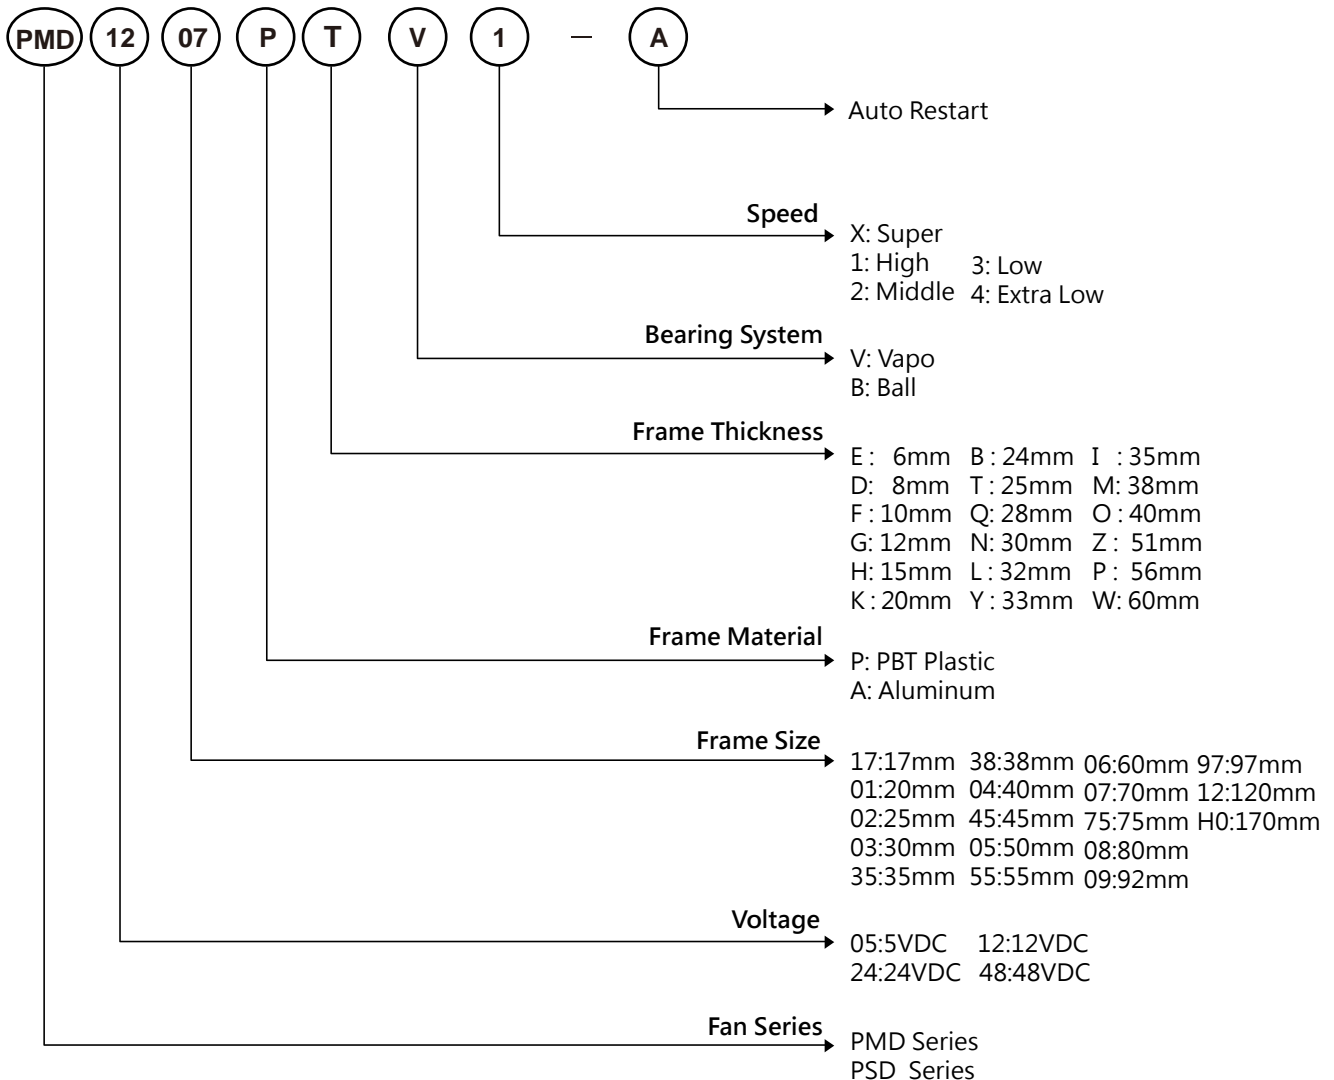 PMD 12 07 P T V 1 — A
Auto Restart
Speed
X: Super
1: High 3: Low
2: Middle 4: Extra Low
Bearing System
V: Vapo
B: Ball
Frame Thickness
E : 6mm B : 24mm I : 35mm
D: 8mm T : 25mm M: 38mm
F : 10mm Q: 28mm O : 40mm
G: 12mm N: 30mm Z : 51mm
H: 15mm L : 32mm P : 56mm
K : 20mm Y : 33mm W: 60mm
Frame Material
P: PBT Plastic
A: Aluminum
Frame Size
17:17mm 38:38mm 06:60mm 97:97mm
01:20mm 04:40mm 07:70mm 12:120mm
02:25mm 45:45mm 75:75mm H0:170mm
03:30mm 05:50mm 08:80mm
35:35mm 55:55mm 09:92mm
Voltage
05:5VDC 12:12VDC
24:24VDC 48:48VDC
Fan Series
PMD Series
PSD Series